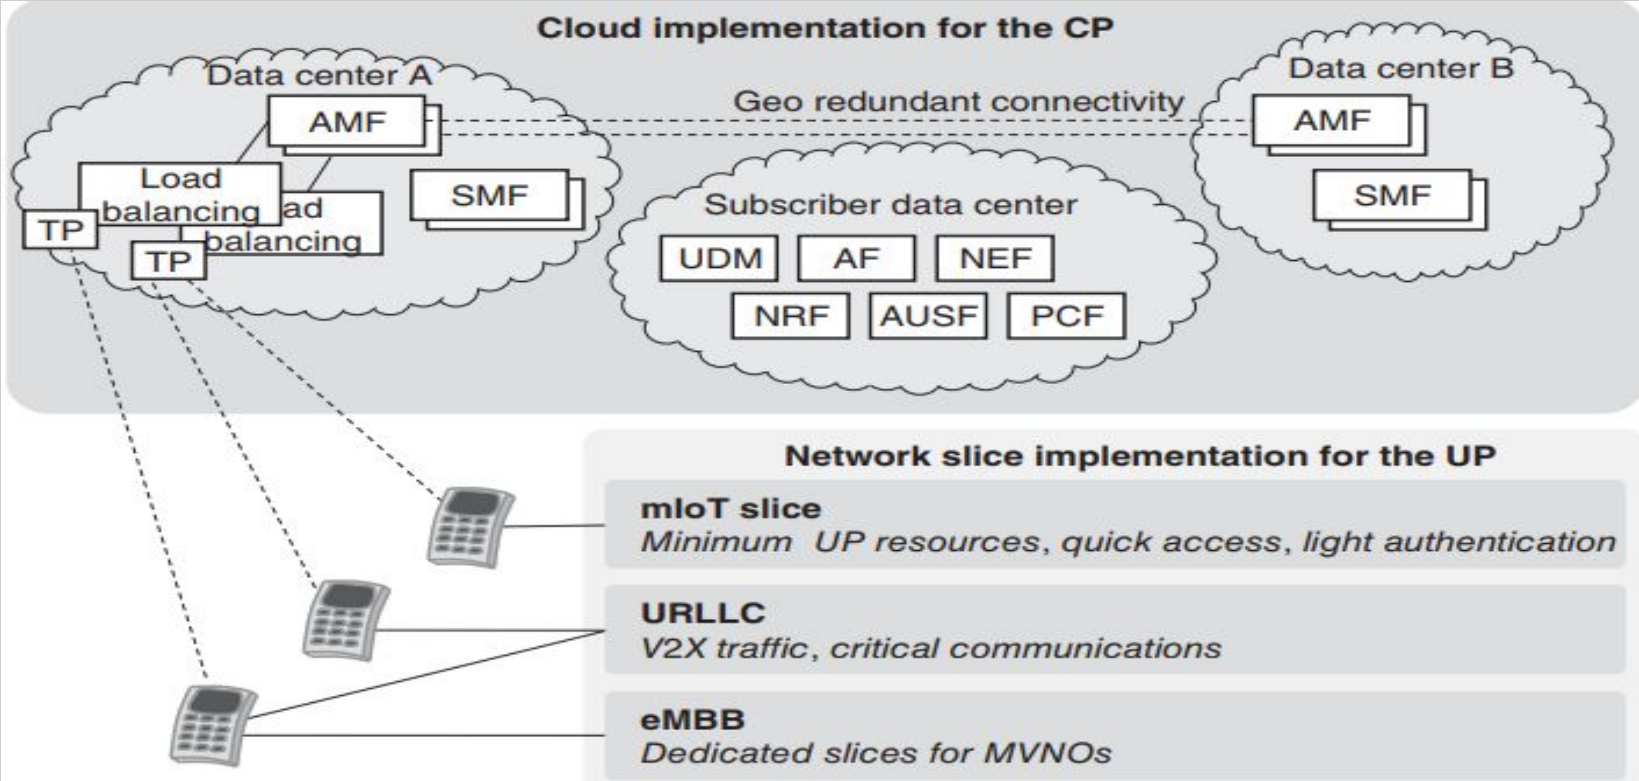 Cloud implementation for the CP
Data center A
AMF
Load
balancing
ad
balancing
TP
TP
SMF
Geo redundant connectivity
Data center B
AMF
SMF
Subscriber data center
UDM
AF
NEF
NRF
AUSF
PCF
Network slice implementation for the UP
mIoT slice
Minimum UP resources, quick access, light authentication
URLLC
V2X traffic, critical communications
eMBB
Dedicated slices for MVNOs